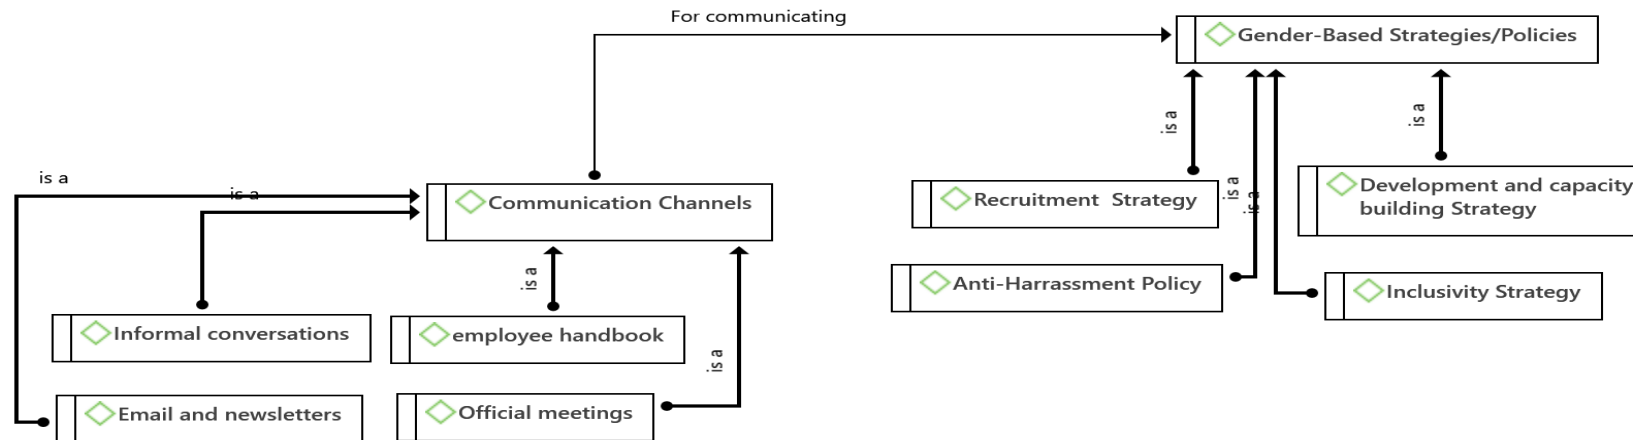 For communicating
Gender-Based Strategies/Policies
is a
is a
is a
is a
Communication Channels
Recruitment  Strategy
is a
is a
Development and capacity
building Strategy
is a
Anti-Harrassment Policy
Inclusivity Strategy
Informal conversations
employee handbook
is a
Email and newsletters
Official meetings